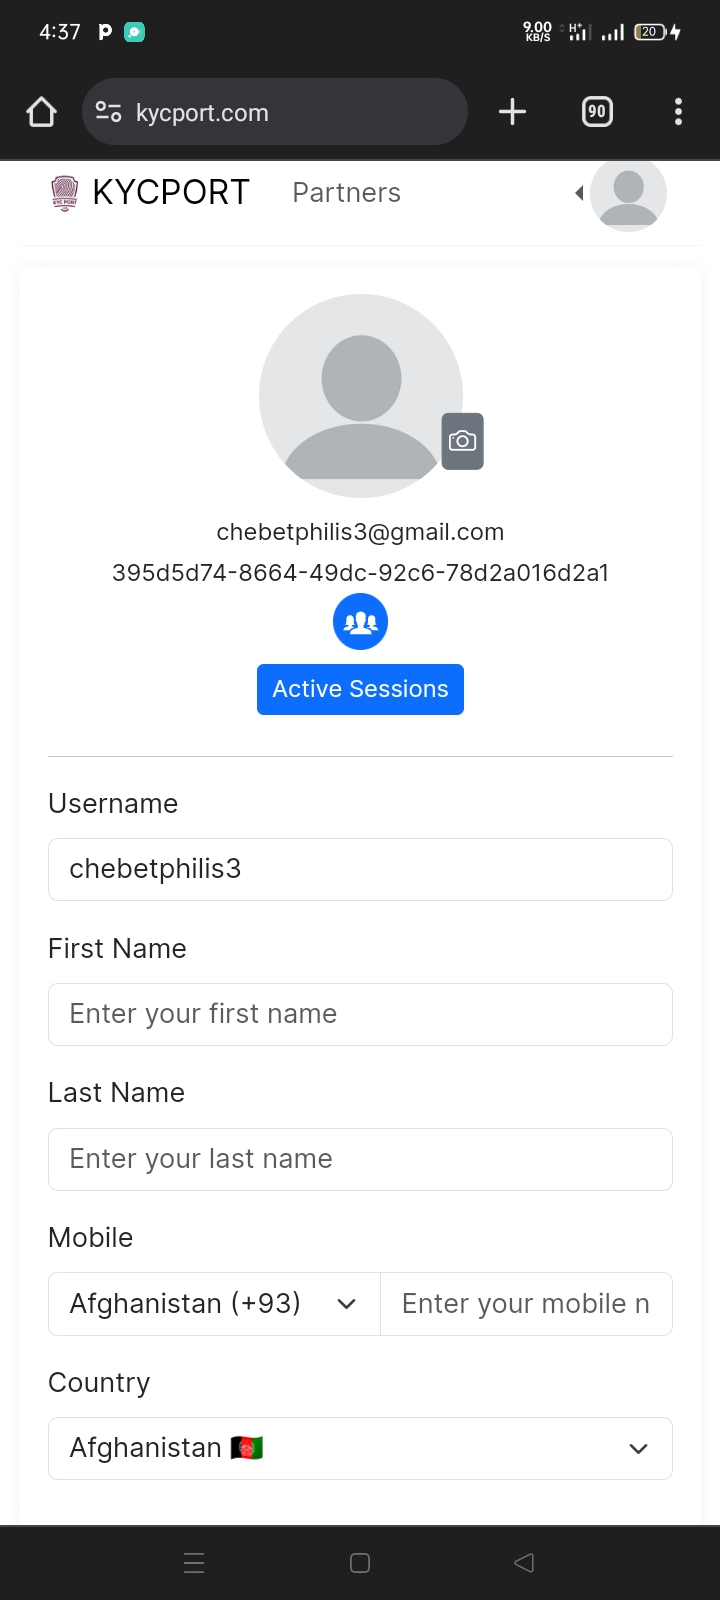 4:37
9.00 KB/S
H+
20
kycport.com
90
KYC PORT
KYCPORT
Partners
chebetphilis3@gmail.com
395d5d74-8664-49dc-92c6-78d2a016d2a1
Active Sessions
Username
chebetphilis3
First Name
Enter your first name
Last Name
Enter your last name
Mobile
Afghanistan (+93)
Enter your mobile n
Country
Afghanistan 🇦🇫